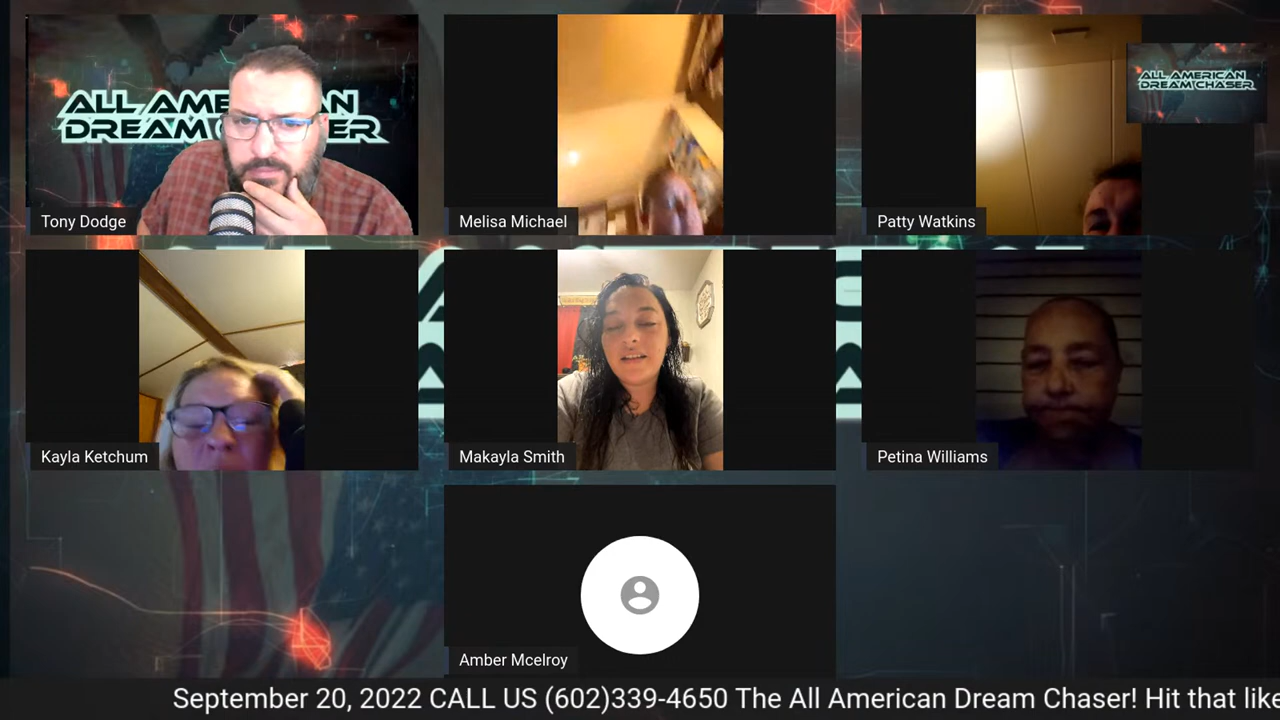 ALL AMERICAN
DREAM CHASER
Tony Dodge
Melisa Michael
ALL AMERICAN
DREAM CHASER
Patty Watkins
Kayla Ketchum
Makayla Smith
Petina Williams
Amber Mcelroy
September 20, 2022 CALL US (602)339-4650 The All American Dream Chaser! Hit that like